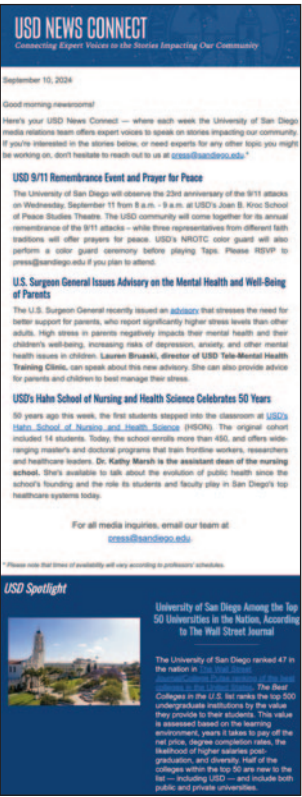 USD NEWS CONNECT
Connecting Expert Voices to the Stories Impacting Our Community
September 10, 2024
Good morning newsrooms!
Here's your USD News Connect — where each week the University of San Diego
media relations team offers expert voices to speak on stories impacting our community.
If you're interested in the stories below, or need experts for any other topic you might
be working on, don't hesitate to reach out to us at press@sandiego.edu.*
USD 9/11 Remembrance Event and Prayer for Peace
The University of San Diego will observe the 23rd anniversary of the 9/11 attacks
on Wednesday, September 11 from 8 a.m. - 9 a.m. at USD's Joan B. Kroc School
of Peace Studies Theatre. The USD community will come together for its annual
remembrance of the 9/11 attacks – while three representatives from different faith
traditions will offer prayers for peace. USD's NROTC color guard will also
perform a color guard ceremony before playing Taps. Please RSVP to
press@sandiego.edu if you plan to attend.
U.S. Surgeon General Issues Advisory on the Mental Health and Well-Being
of Parents
The U.S. Surgeon General recently issued an advisory that stresses the need for
better support for parents, who report significantly higher stress levels than other
adults. High stress in parents negatively impacts their mental health and their
children's well-being, increasing risks of depression, anxiety, and other mental
health issues in children. Lauren Brusski, director of USD Tele-Mental Health
Training Clinic, can speak about this new advisory. She can also provide advice
for parents and children to best manage their stress.
USD's Hahn School of Nursing and Health Science Celebrates 50 Years
50 years ago this week, the first students stepped into the classroom at USD's
Hahn School of Nursing and Health Science (HSON). The original cohort
included 14 students. Today, the school enrolls more than 450, and offers wide-
ranging master's and doctoral programs that train frontline workers, researchers
and healthcare leaders. Dr. Kathy Marsh is the assistant dean of the nursing
school. She's available to talk about the evolution of public health since the
school's founding and the role its students and faculty play in San Diego's top
healthcare systems today.
For all media inquiries, email our team at
press@sandiego.edu.
* Please note that times of availability will vary according to professors' schedules.
USD Spotlight
University of San Diego Among the Top
50 Universities in the Nation, According
to The Wall Street Journal
The University of San Diego ranked 47 in
the nation in The Wall Street
Journal/College Pulse ranking of the best
colleges in the United States. The Best
Colleges in the U.S. list ranks the top 500
undergraduate institutions by the value
they provide to their students. This value
is assessed based on the learning
environment, years it takes to pay off the
net price, degree completion rates, the
likelihood of higher salaries post-
graduation, and diversity. Half of the
colleges within the top 50 are new to the
list — including USD — and include both
public and private universities.